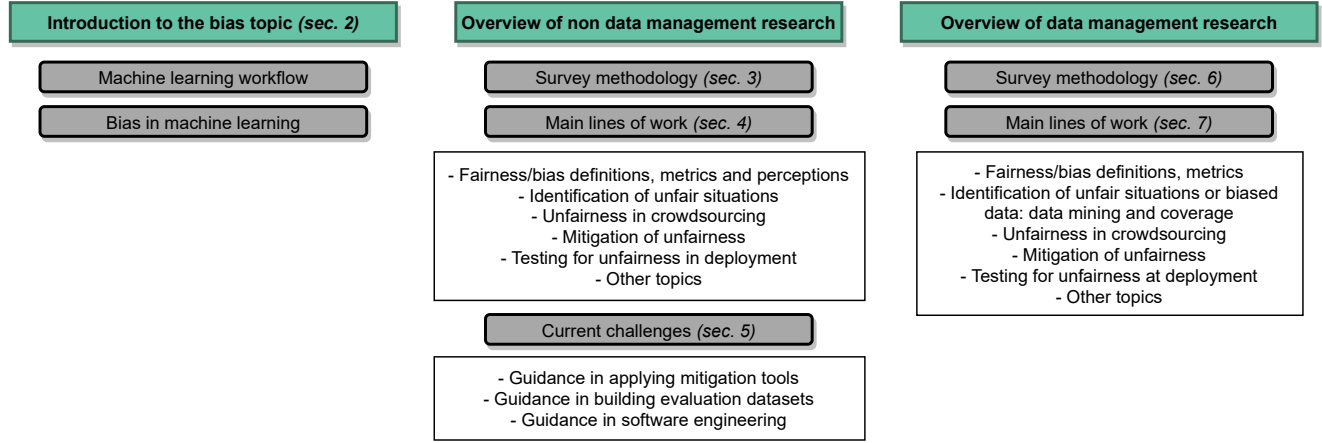 Introduction to the bias topic (sec. 2)
Machine learning workflow
Bias in machine learning
Overview of non data management research
Survey methodology (sec. 3)
Main lines of work (sec. 4)
- Fairness/bias definitions, metrics and perceptions
- Identification of unfair situations
- Unfairness in crowdsourcing
- Mitigation of unfairness
- Testing for unfairness in deployment
- Other topics
Current challenges (sec. 5)
- Guidance in applying mitigation tools
- Guidance in building evaluation datasets
- Guidance in software engineering
Overview of data management research
Survey methodology (sec. 6)
Main lines of work (sec. 7)
- Fairness/bias definitions, metrics
- Identification of unfair situations or biased
data: data mining and coverage
- Unfairness in crowdsourcing
- Mitigation of unfairness
- Testing for unfairness at deployment
- Other topics